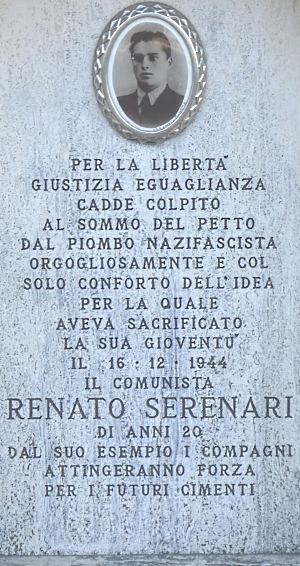 PER LA LIBERTA'
GIUSTIZIA EGUAGLIANZA
CADDE COLPITO
AL SOMMO DEL PETTO
DAL PIOMBO NAZIFASCISTA
ORGOGLIOSAMENTE E COL
SOLO CONFORTO DELL'IDEA
PER LA QUALE
AVEVA SACRIFICATO
LA SUA GIOVENTU'
IL 16 · 12 · 1944
IL COMUNISTA
RENATO SERENARI
DI ANNI 20
DAL SUO ESEMPIO I COMPAGNI
ATTINGERANNO FORZA
PER I FUTURI CIMENTI